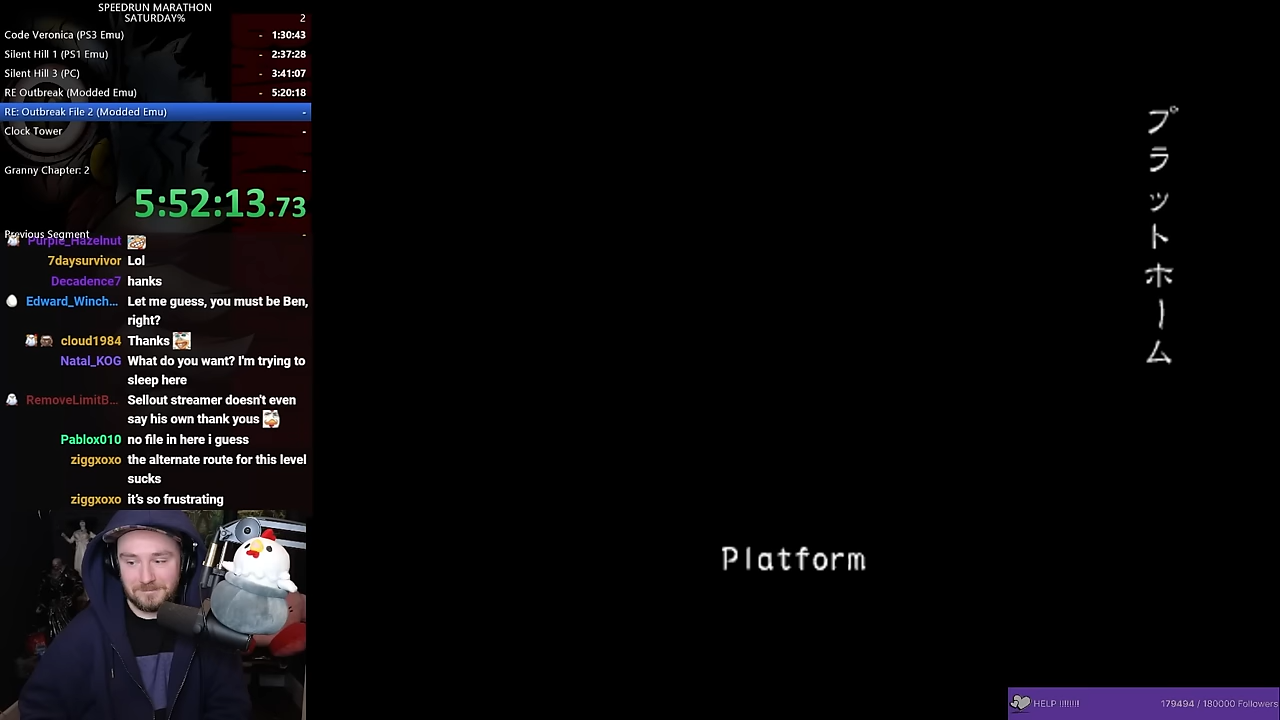 SPEEDRUN MARATHON
SATURDAY%
2
Code Veronica (PS3 Emu) - 1:30:43
Silent Hill 1 (PS1 Emu) - 2:37:28
Silent Hill 3 (PC) - 3:41:07
RE Outbreak (Modded Emu) - 5:20:18
RE: Outbreak File 2 (Modded Emu) -
Clock Tower -
Granny Chapter: 2 -
5:52:13.73
Previous Segment -
Purple_Hazelnut
7daysurvivor Lol
Decadence7 hanks
Edward_Winch... Let me guess, you must be Ben,
right?
cloud1984 Thanks
Natal_KOG What do you want? I'm trying to
sleep here
RemoveLimitB... Sellout streamer doesn't even
say his own thank yous
Pablox010 no file in here i guess
ziggxoxo the alternate route for this level
sucks
ziggxoxo it's so frustrating
プラットホーム
Platform
HELP !!!!!!! 179494 / 180000 Followers